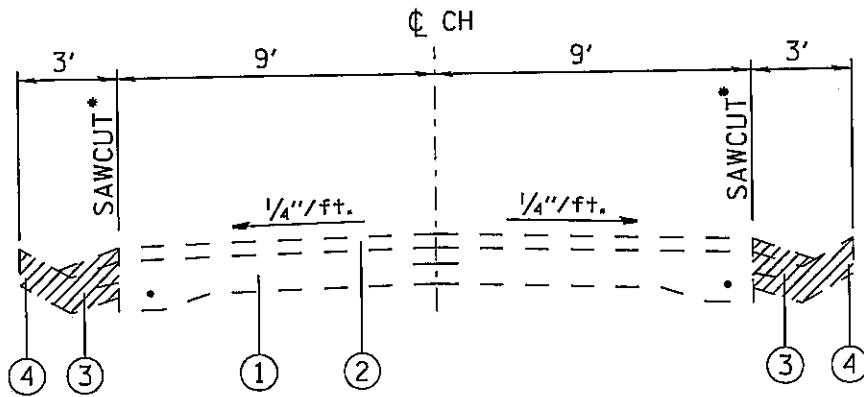 ℄ CH
3' 9' 9' 3'
SAWCUT* SAWCUT*
1/4"/ft. 1/4"/ft.
4 3 1 2 3 4